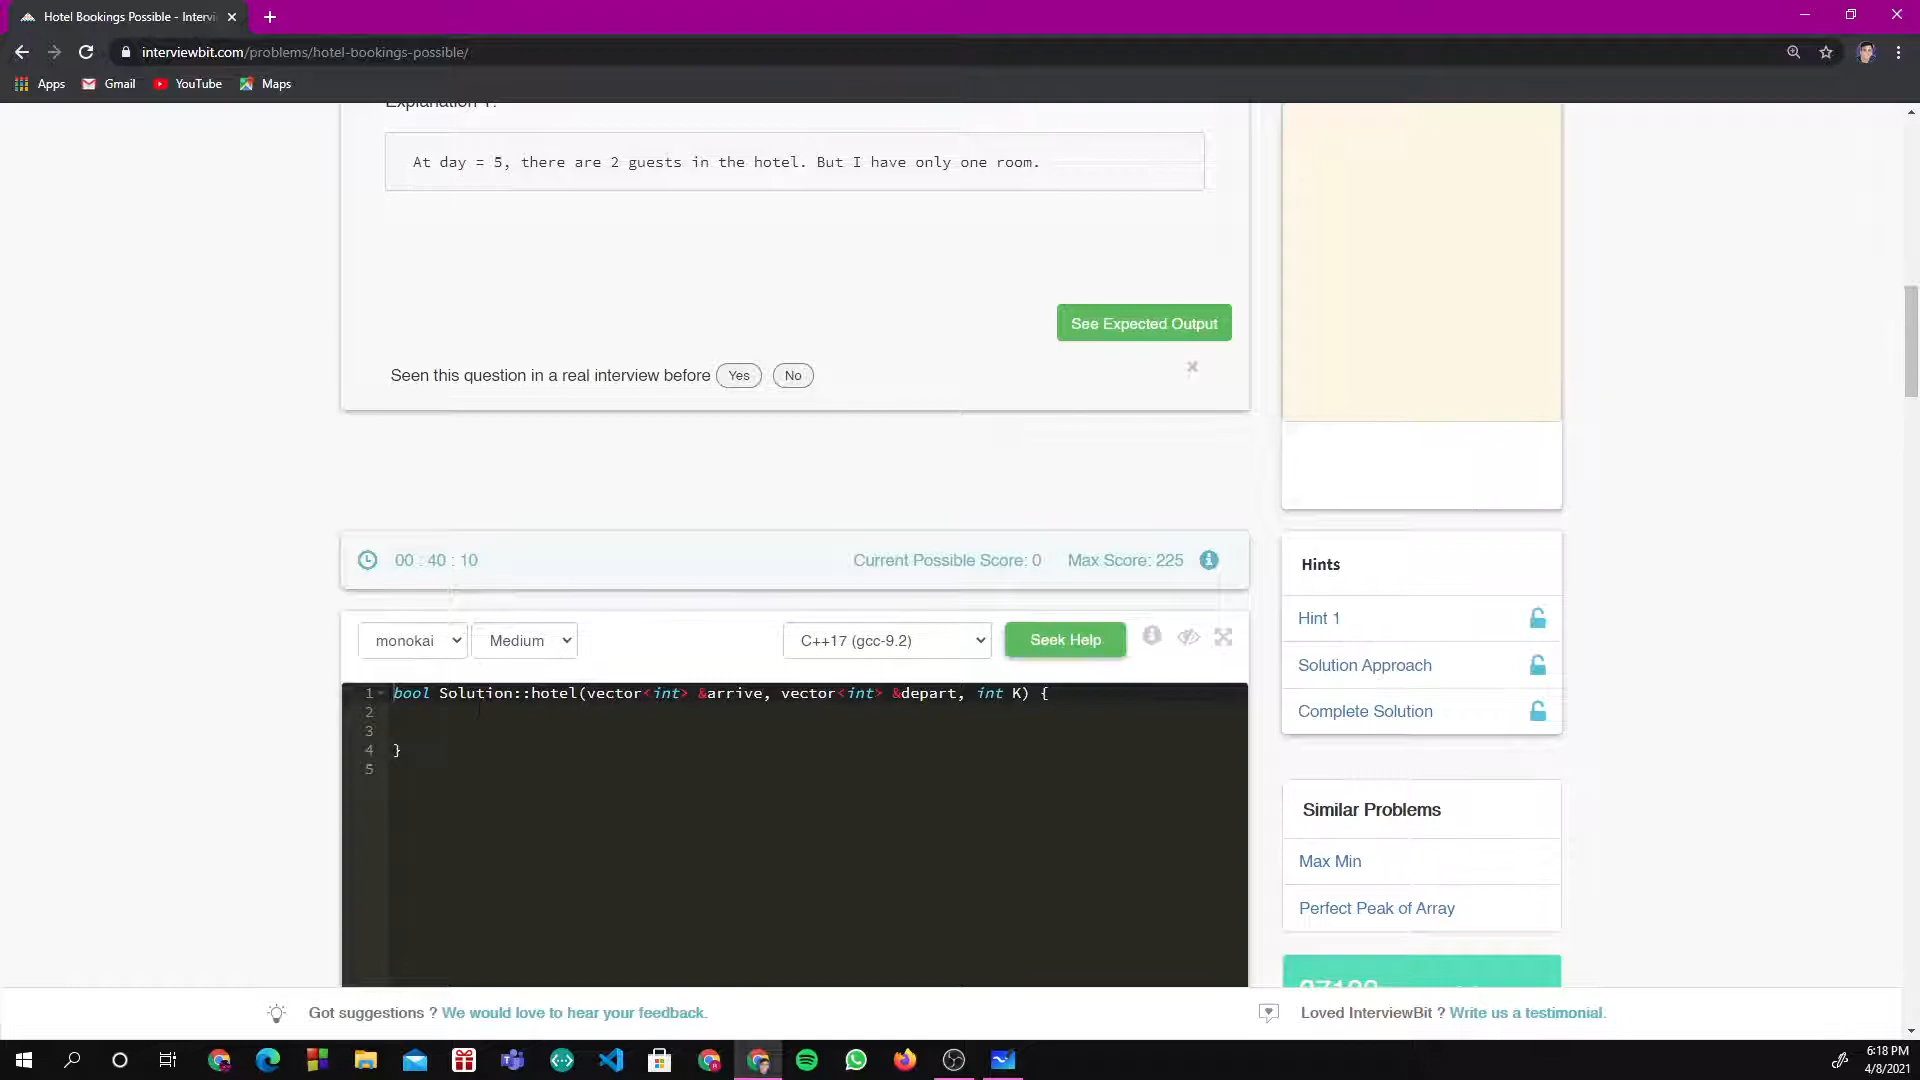 Hotel Bookings Possible - Intervi
interviewbit.com/problems/hotel-bookings-possible/
Apps
Gmail
YouTube
Maps
Explanation 1:
At day = 5, there are 2 guests in the hotel. But I have only one room.
See Expected Output
Seen this question in a real interview before
Yes
No
00 : 40 : 10
Current Possible Score: 0
Max Score: 225
monokai
Medium
C++17 (gcc-9.2)
Seek Help
1 bool Solution::hotel(vector<int> &arrive, vector<int> &depart, int K) {
2
3
4 }
5
Hints
Hint 1
Solution Approach
Complete Solution
Similar Problems
Max Min
Perfect Peak of Array
Got suggestions ? We would love to hear your feedback.
Loved InterviewBit ? Write us a testimonial.
6:18 PM
4/8/2021